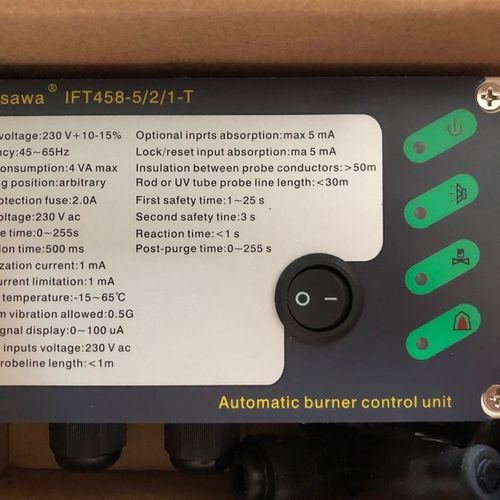 sawa® IFT458-5/2/1-T
voltage:230 V+10-15%
ncy:45~65Hz
onsumption:4 VA max
g position:arbitrary
otection fuse:2.0A
oltage:230 V ac
e time:0~255s
ion time:500 ms
zation current:1 mA
urrent limitation:1 mA
temperature:-15~65℃
m vibration allowed:0.5G
gnal display:0~100 uA
inputs voltage:230 V ac
robeline length:<1m
Optional inprts absorption:max 5 mA
Lock/reset input absorption:ma 5 mA
Insulation between probe conductors:>50m
Rod or UV tube probe line length:<30m
First safety time:1~25 s
Second safety tine:3 s
Reaction time:<1 s
Post-purge time:0~255 s
O —
Automatic burner control unit